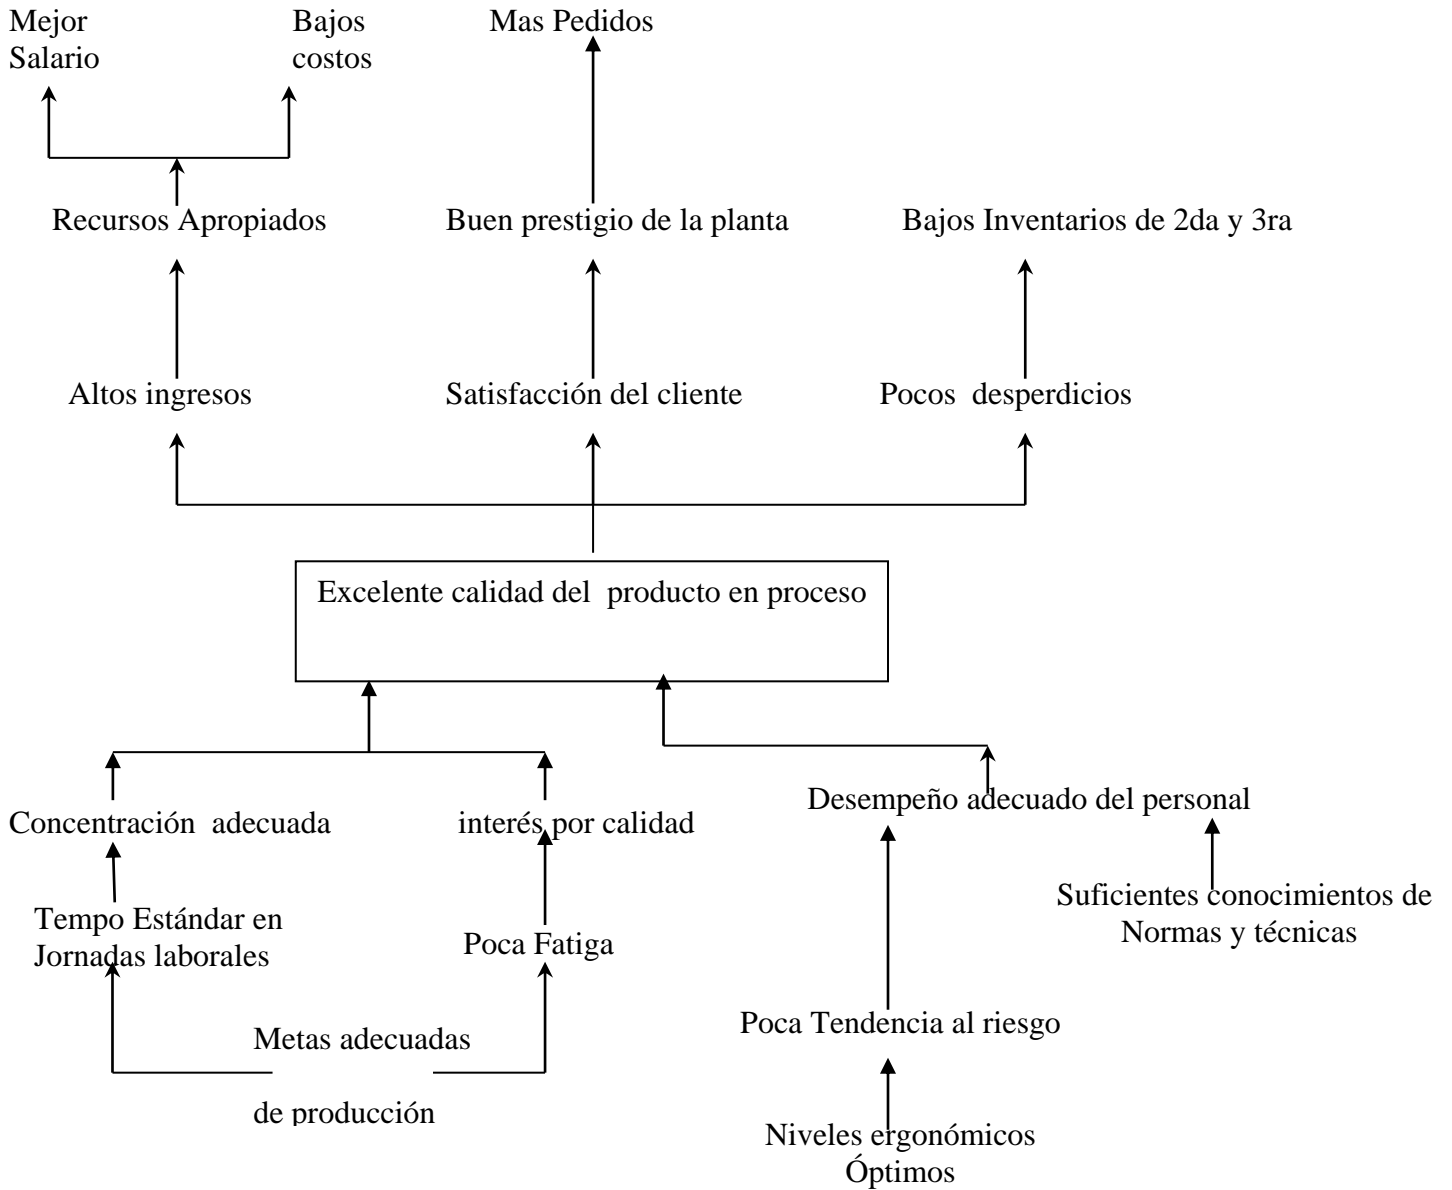 Mejor
Salario
Bajos
costos
Mas Pedidos
Recursos Apropiados
Buen prestigio de la planta
Bajos Inventarios de 2da y 3ra
Altos ingresos
Satisfacción del cliente
Pocos  desperdicios
Excelente calidad del  producto en proceso
Concentración  adecuada
interés por calidad
Desempeño adecuado del personal
Tempo Estándar en
Jornadas laborales
Poca Fatiga
Suficientes conocimientos de
Normas y técnicas
Metas adecuadas
de producción
Poca Tendencia al riesgo
Niveles ergonómicos
Óptimos